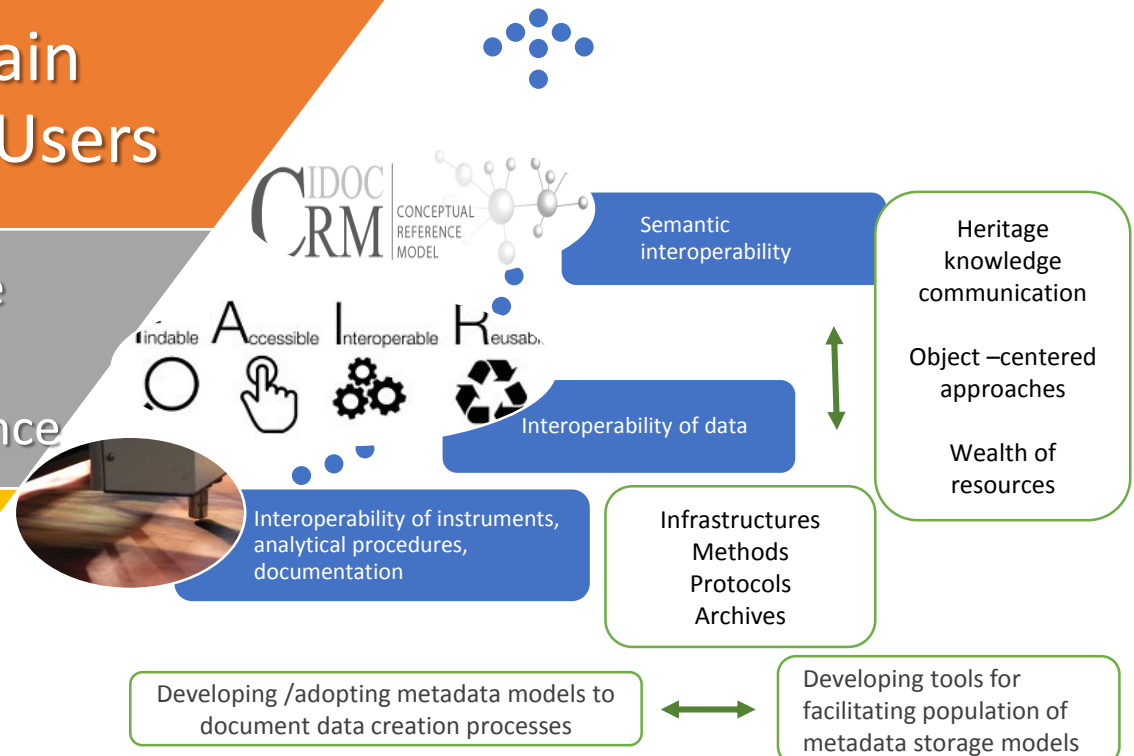 ain
Users
e
nce
CIDOC
CRM
CONCEPTUAL
REFERENCE
MODEL
Semantic
interoperability
Heritage
knowledge
communication
Object –centered
approaches
Wealth of
resources
indable Accessible Interoperable Reusab
Interoperability of data
Interoperability of instruments,
analytical procedures,
documentation
Infrastructures
Methods
Protocols
Archives
Developing /adopting metadata models to
document data creation processes
Developing tools for
facilitating population of
metadata storage models